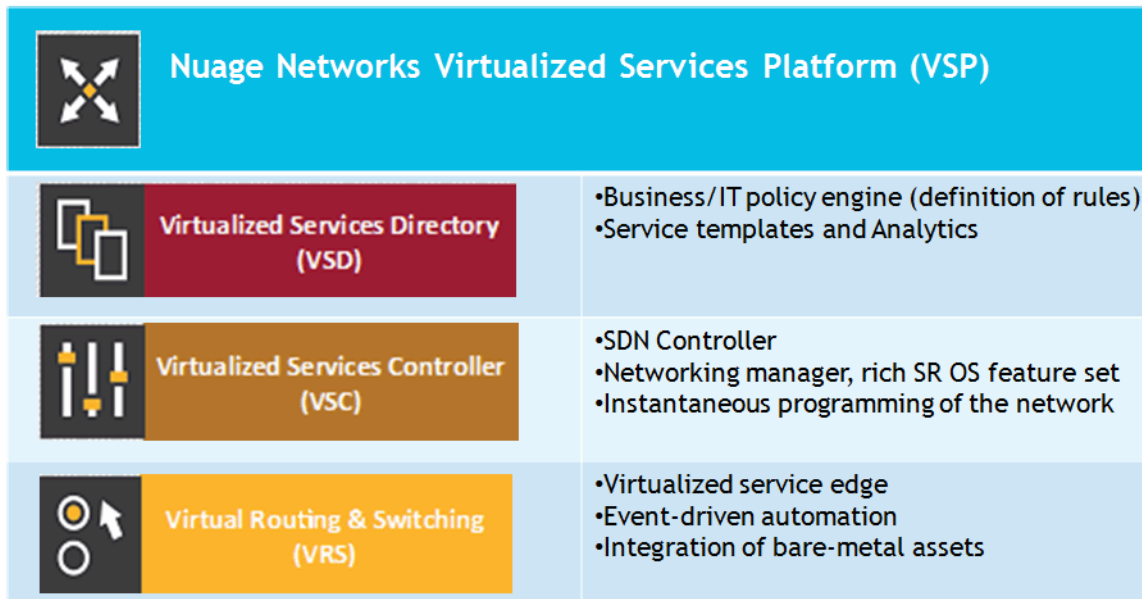 Nuage Networks Virtualized Services Platform (VSP)
Virtualized Services Directory
(VSD)
•Business/IT policy engine (definition of rules)
•Service templates and Analytics
Virtualized Services Controller
(VSC)
•SDN Controller
•Networking manager, rich SR OS feature set
•Instantaneous programming of the network
Virtual Routing & Switching
(VRS)
•Virtualized service edge
•Event-driven automation
•Integration of bare-metal assets